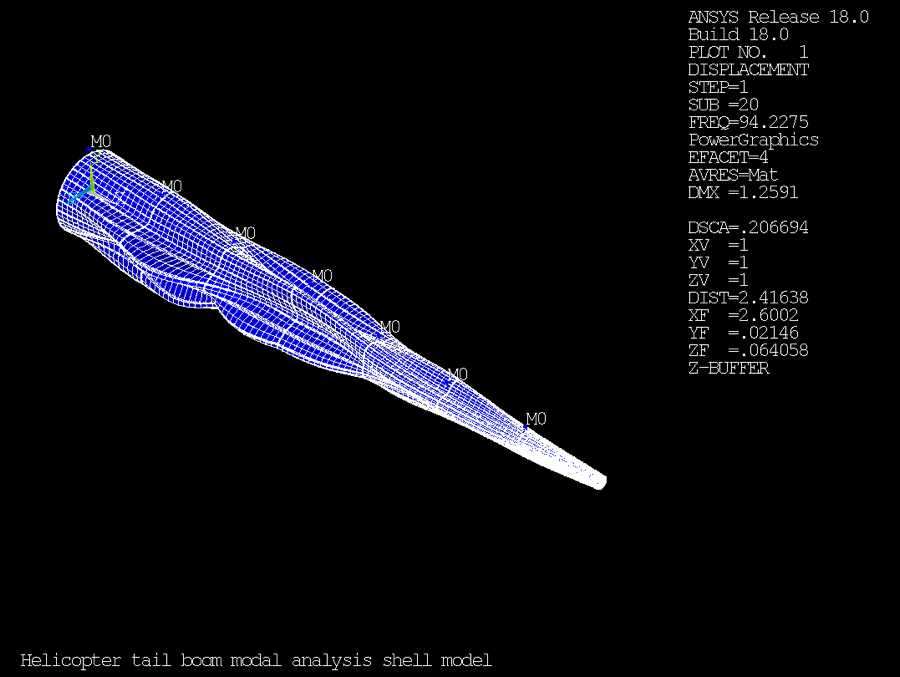 ANSYS Release 18.0
Build 18.0
PLOT NO. 1
DISPLACEMENT
STEP=1
SUB =20
FREQ=94.2275
PowerGraphics
EFACET=4
AVRES=Mat
DMX =1.2591
DSCA=.206694
XV =1
YV =1
ZV =1
DIST=2.41638
XF =2.6002
YF =.02146
ZF =.064058
Z-BUFFER
M0
M0
M0
M0
M0
M0
M0
Helicopter tail boom modal analysis shell model